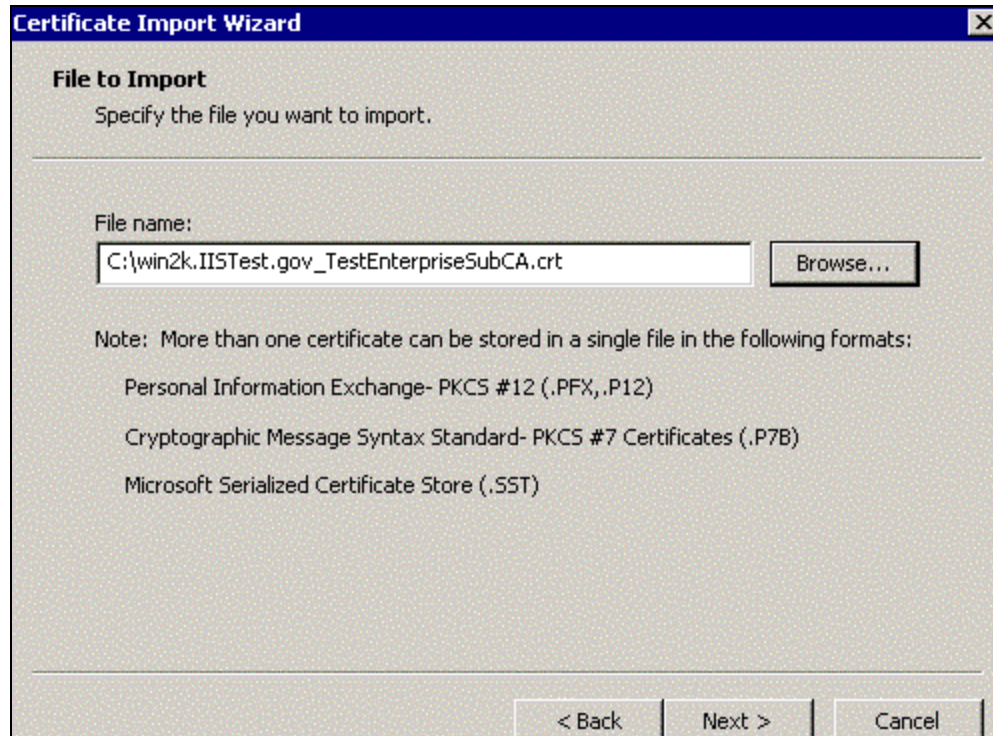 Certificate Import Wizard
File to Import
Specify the file you want to import.
File name:
C:\win2k.IISTest.gov_TestEnterpriseSubCA.crt
Browse...
Note: More than one certificate can be stored in a single file in the following formats:
Personal Information Exchange- PKCS #12 (.PFX,.P12)
Cryptographic Message Syntax Standard- PKCS #7 Certificates (.P7B)
Microsoft Serialized Certificate Store (.SST)
< Back Next > Cancel